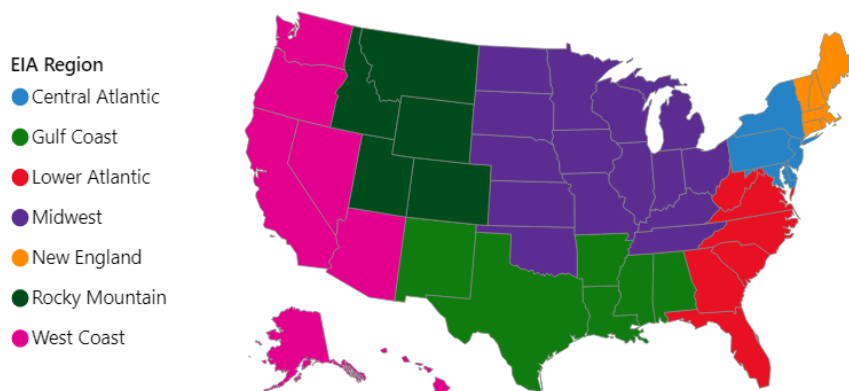 EIA Region
Central Atlantic
Gulf Coast
Lower Atlantic
Midwest
New England
Rocky Mountain
West Coast